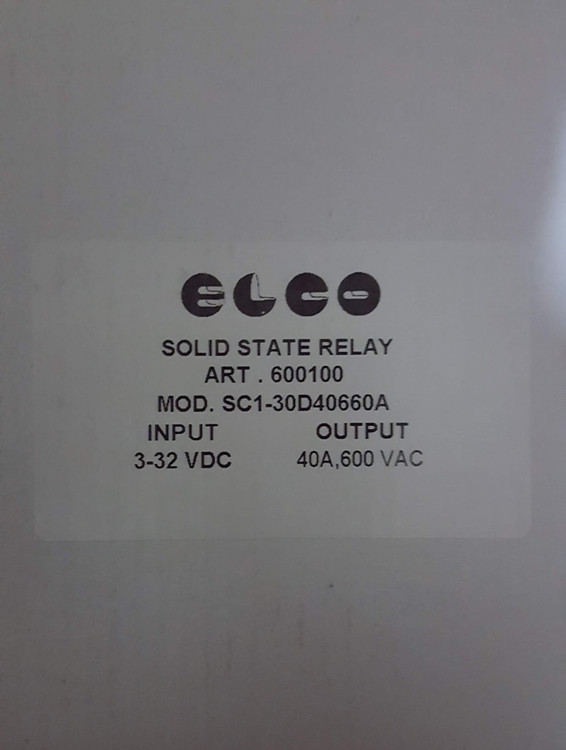 ELCO
SOLID STATE RELAY
ART . 600100
MOD. SC1-30D40660A
INPUT OUTPUT
3-32 VDC 40A,600 VAC